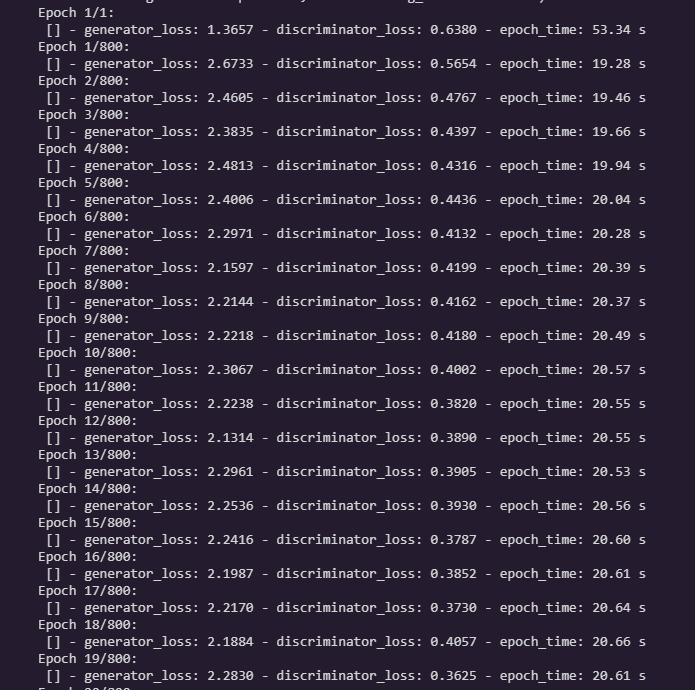 Epoch 1/1:
[] - generator_loss: 1.3657 - discriminator_loss: 0.6380 - epoch_time: 53.34 s
Epoch 1/800:
[] - generator_loss: 2.6733 - discriminator_loss: 0.5654 - epoch_time: 19.28 s
Epoch 2/800:
[] - generator_loss: 2.4605 - discriminator_loss: 0.4767 - epoch_time: 19.46 s
Epoch 3/800:
[] - generator_loss: 2.3835 - discriminator_loss: 0.4397 - epoch_time: 19.66 s
Epoch 4/800:
[] - generator_loss: 2.4813 - discriminator_loss: 0.4316 - epoch_time: 19.94 s
Epoch 5/800:
[] - generator_loss: 2.4006 - discriminator_loss: 0.4436 - epoch_time: 20.04 s
Epoch 6/800:
[] - generator_loss: 2.2971 - discriminator_loss: 0.4132 - epoch_time: 20.28 s
Epoch 7/800:
[] - generator_loss: 2.1597 - discriminator_loss: 0.4199 - epoch_time: 20.39 s
Epoch 8/800:
[] - generator_loss: 2.2144 - discriminator_loss: 0.4162 - epoch_time: 20.37 s
Epoch 9/800:
[] - generator_loss: 2.2218 - discriminator_loss: 0.4180 - epoch_time: 20.49 s
Epoch 10/800:
[] - generator_loss: 2.3067 - discriminator_loss: 0.4002 - epoch_time: 20.57 s
Epoch 11/800:
[] - generator_loss: 2.2238 - discriminator_loss: 0.3820 - epoch_time: 20.55 s
Epoch 12/800:
[] - generator_loss: 2.1314 - discriminator_loss: 0.3890 - epoch_time: 20.55 s
Epoch 13/800:
[] - generator_loss: 2.2961 - discriminator_loss: 0.3905 - epoch_time: 20.53 s
Epoch 14/800:
[] - generator_loss: 2.2536 - discriminator_loss: 0.3930 - epoch_time: 20.56 s
Epoch 15/800:
[] - generator_loss: 2.2416 - discriminator_loss: 0.3787 - epoch_time: 20.60 s
Epoch 16/800:
[] - generator_loss: 2.1987 - discriminator_loss: 0.3852 - epoch_time: 20.61 s
Epoch 17/800:
[] - generator_loss: 2.2170 - discriminator_loss: 0.3730 - epoch_time: 20.64 s
Epoch 18/800:
[] - generator_loss: 2.1884 - discriminator_loss: 0.4057 - epoch_time: 20.66 s
Epoch 19/800:
[] - generator_loss: 2.2830 - discriminator_loss: 0.3625 - epoch_time: 20.61 s